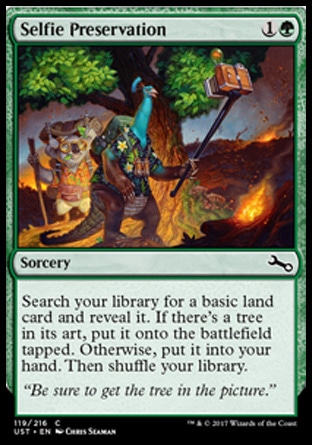 Selfie Preservation 1
Sorcery
Search your library for a basic land
card and reveal it. If there's a tree
in its art, put it onto the battlefield
tapped. Otherwise, put it into your
hand. Then shuffle your library.
"Be sure to get the tree in the picture."
119/216 C
UST • EN Chris Seaman
™ & © 2017 Wizards of the Coast